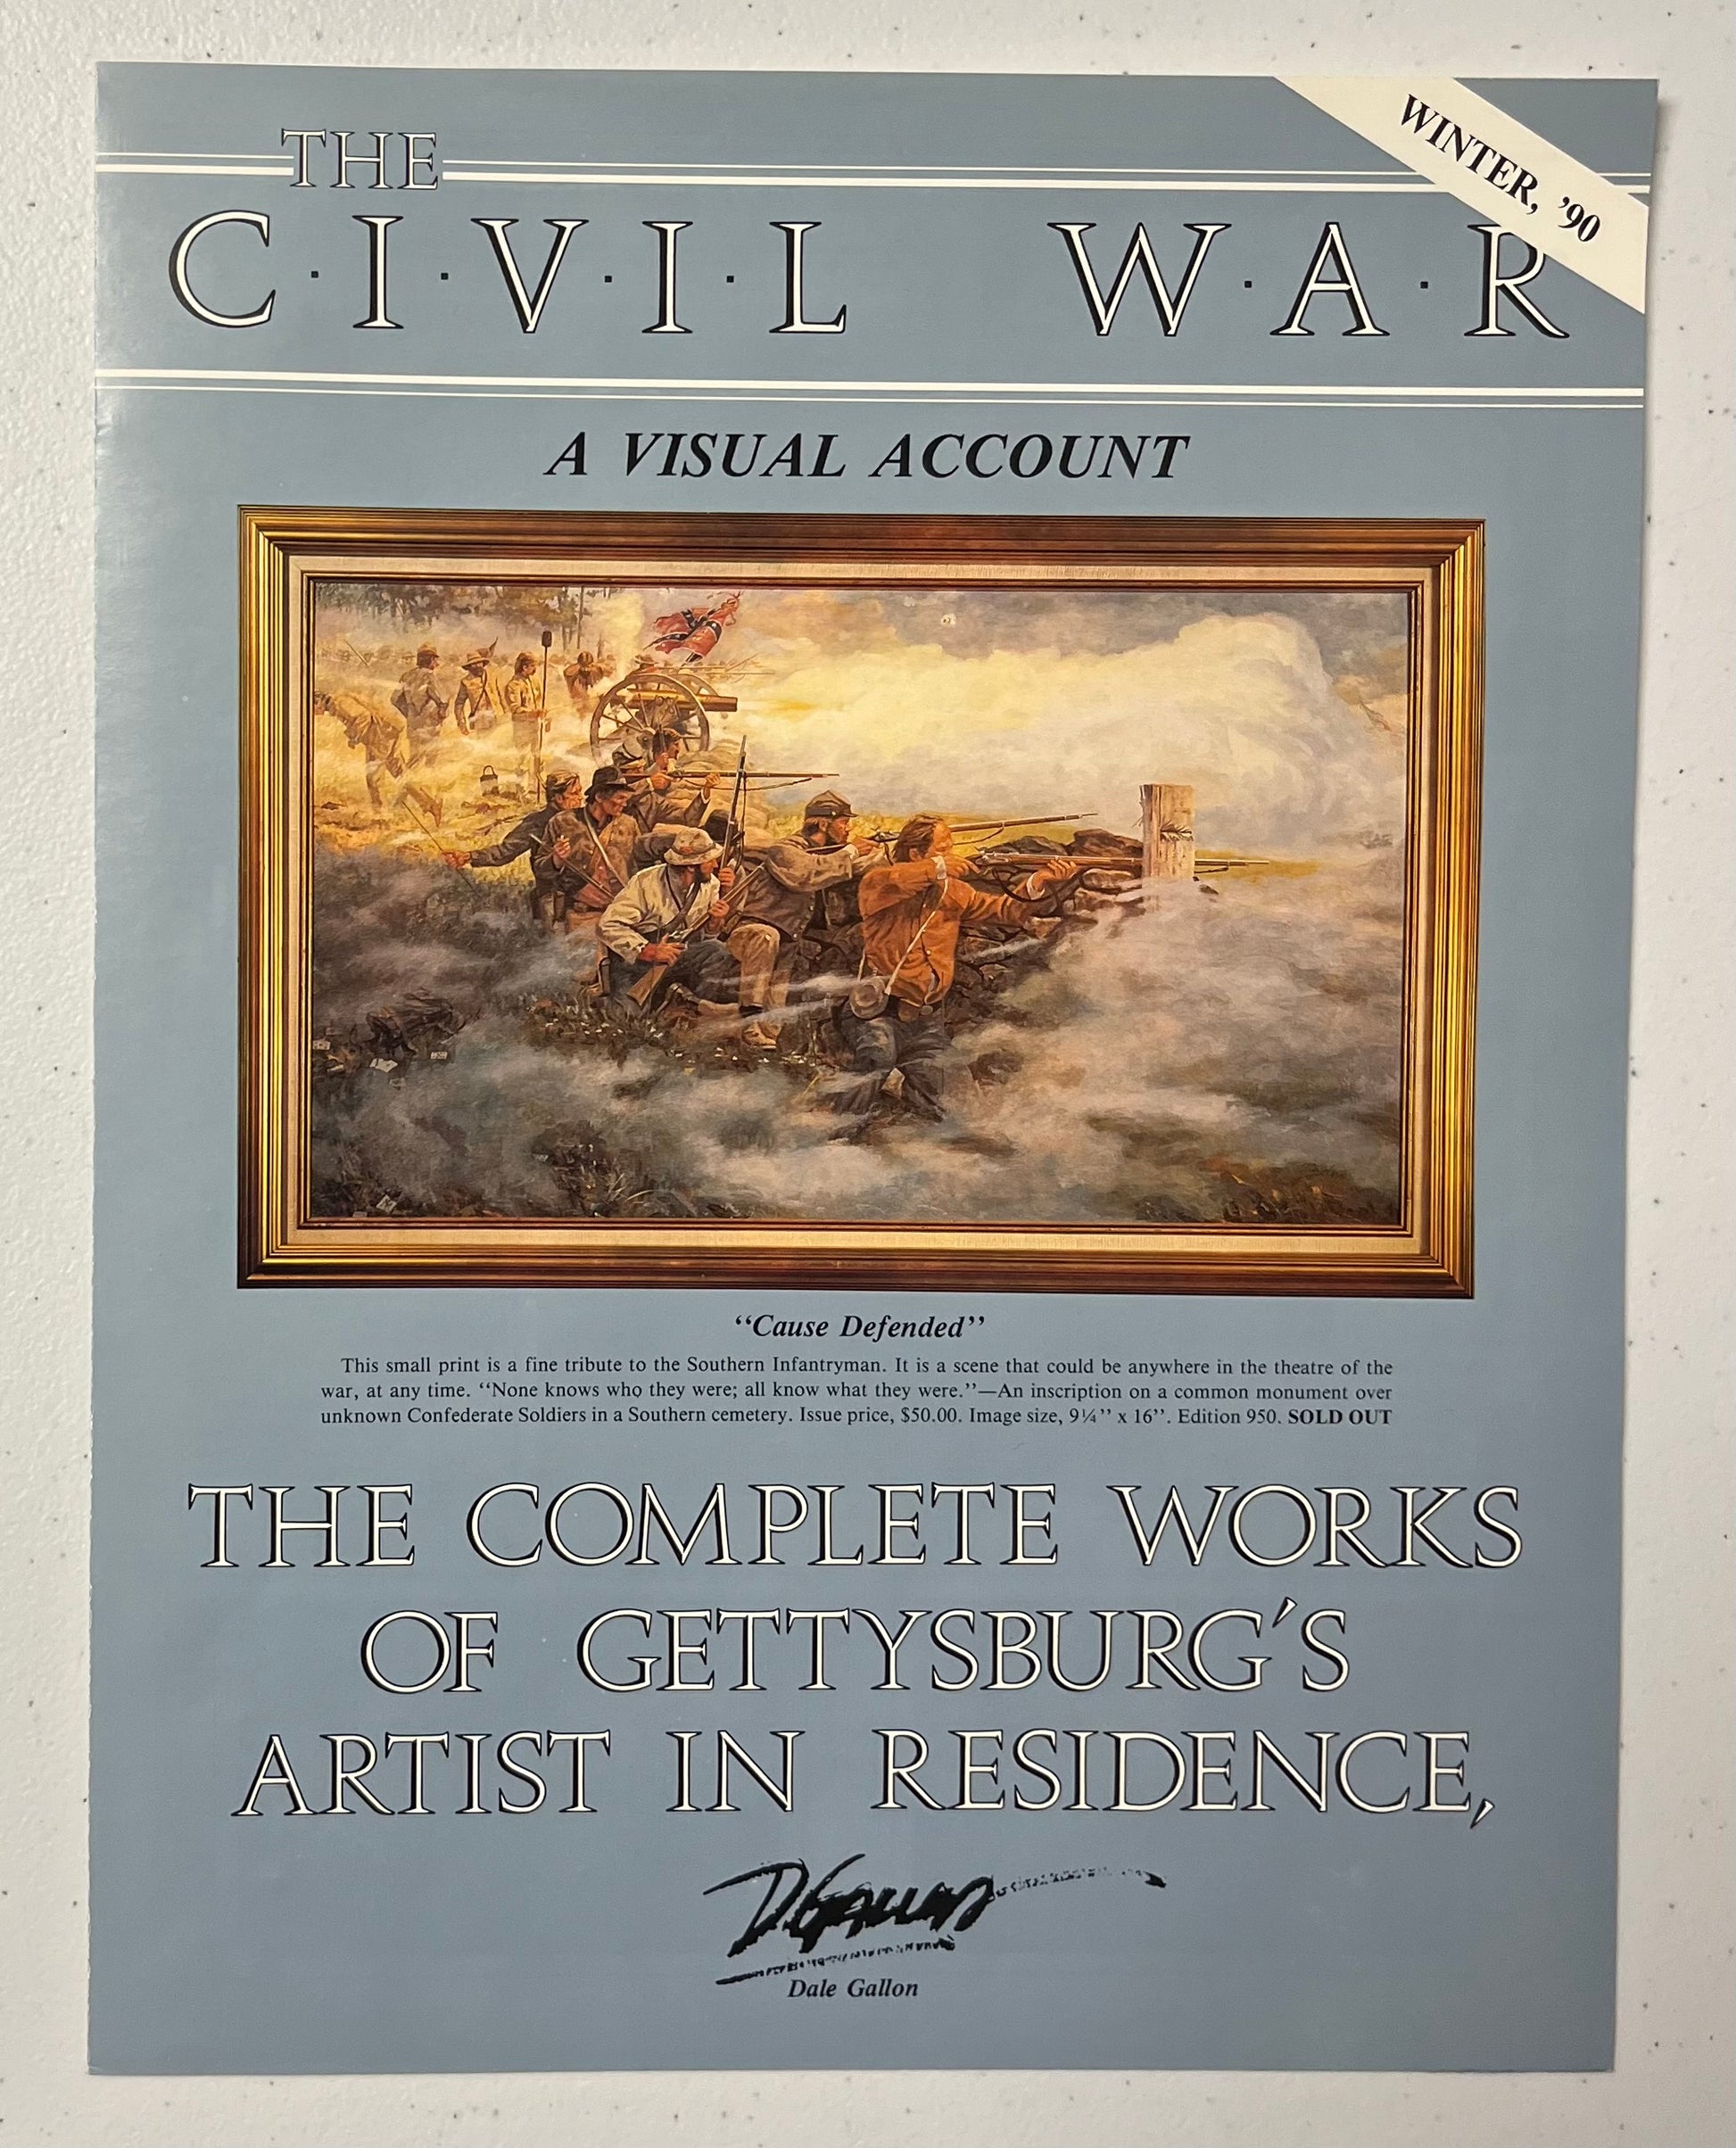 WINTER, '90
THE
C·I·V·I·L W·A·R
A VISUAL ACCOUNT
“Cause Defended”
This small print is a fine tribute to the Southern Infantryman. It is a scene that could be anywhere in the theatre of the
war, at any time. “None knows who they were; all know what they were.”—An inscription on a common monument over
unknown Confederate Soldiers in a Southern cemetery. Issue price, $50.00. Image size, 9¼” x 16”. Edition 950. SOLD OUT
THE COMPLETE WORKS
OF GETTYSBURG'S
ARTIST IN RESIDENCE,
D. Gallon
Dale Gallon